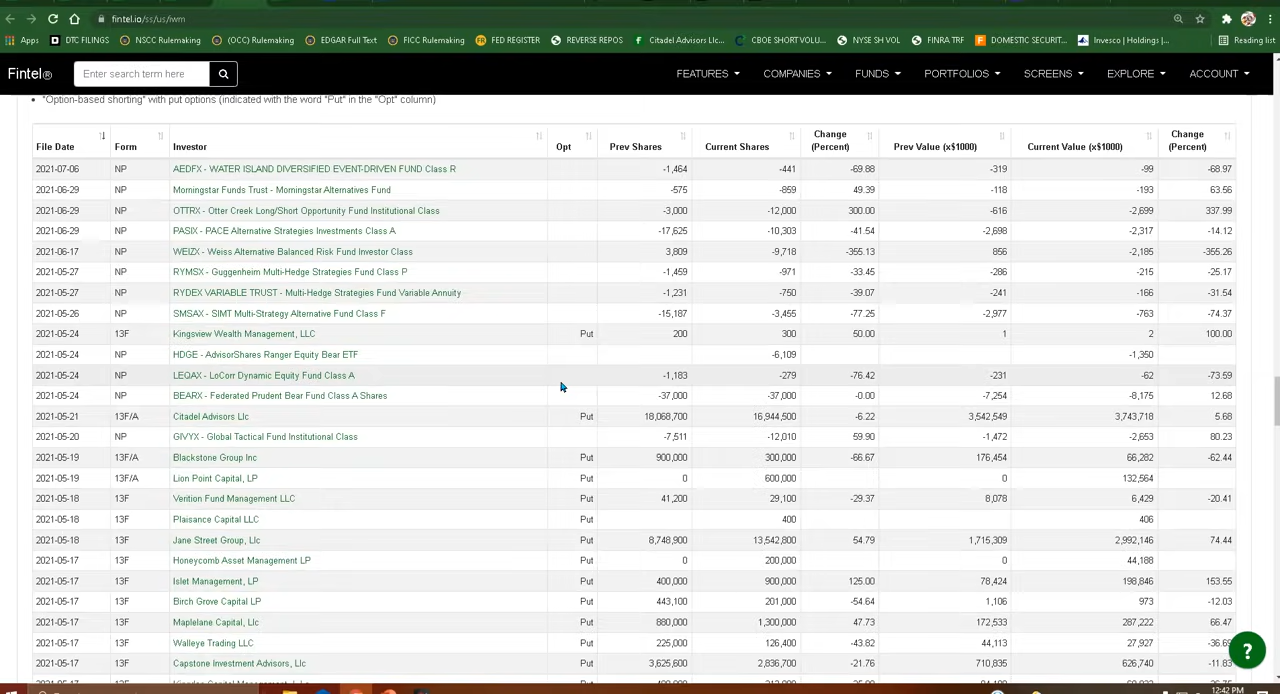 fintel.io/ss/us/iwm
Apps DTC FILINGS NSCC Rulemaking (OCC) Rulemaking EDGAR Full Text FICC Rulemaking FED REGISTER REVERSE REPOS Citadel Advisors Llc... CBOE SHORT VOLU... NYSE SH VOL FINRA TRF DOMESTIC SECURIT... Invesco | Holdings |... Reading list
Fintel® Enter search term here FEATURES COMPANIES FUNDS PORTFOLIOS SCREENS EXPLORE ACCOUNT
"Option-based shorting" with put options (indicated with the word "Put" in the "Opt" column)
File Date Form Investor Opt Prev Shares Current Shares Change (Percent) Prev Value (x$1000) Current Value (x$1000) Change (Percent)
2021-07-06 NP AEDFX - WATER ISLAND DIVERSIFIED EVENT-DRIVEN FUND Class R -1,464 -441 -69.88 -319 -99 -68.97
2021-06-29 NP Morningstar Funds Trust - Morningstar Alternatives Fund -575 -859 49.39 -118 -193 63.56
2021-06-29 NP OTTRX - Otter Creek Long/Short Opportunity Fund Institutional Class -3,000 -12,000 300.00 -616 -2,699 337.99
2021-06-29 NP PASIX - PACE Alternative Strategies Investments Class A -17,625 -10,303 -41.54 -2,698 -2,317 -14.12
2021-06-17 NP WEIZX - Weiss Alternative Balanced Risk Fund Investor Class 3,809 -9,718 -355.13 856 -2,185 -355.26
2021-05-27 NP RYMSX - Guggenheim Multi-Hedge Strategies Fund Class P -1,459 -971 -33.45 -286 -215 -25.17
2021-05-27 NP RYDEX VARIABLE TRUST - Multi-Hedge Strategies Fund Variable Annuity -1,231 -750 -39.07 -241 -166 -31.54
2021-05-26 NP SMSAX - SIMT Multi-Strategy Alternative Fund Class F -15,187 -3,455 -77.25 -2,977 -763 -74.37
2021-05-24 13F Kingsview Wealth Management, LLC Put 200 300 50.00 1 2 100.00
2021-05-24 NP HDGE - AdvisorShares Ranger Equity Bear ETF -6,109 -1,350
2021-05-24 NP LEQAX - LoCorr Dynamic Equity Fund Class A -1,183 -279 -76.42 -231 -62 -73.59
2021-05-24 NP BEARX - Federated Prudent Bear Fund Class A Shares -37,000 -37,000 -0.00 -7,254 -8,175 12.68
2021-05-21 13F/A Citadel Advisors Llc Put 18,068,700 16,944,500 -6.22 3,542,549 3,743,718 5.68
2021-05-20 NP GIVYX - Global Tactical Fund Institutional Class -7,511 -12,010 59.90 -1,472 -2,653 80.23
2021-05-19 13F/A Blackstone Group Inc Put 900,000 300,000 -66.67 176,454 66,282 -62.44
2021-05-19 13F/A Lion Point Capital, LP Put 0 600,000 0 132,564
2021-05-18 13F Verition Fund Management LLC Put 41,200 29,100 -29.37 8,078 6,429 -20.41
2021-05-18 13F Plaisance Capital LLC Put 400 406
2021-05-18 13F Jane Street Group, Llc Put 8,748,900 13,542,800 54.79 1,715,309 2,992,146 74.44
2021-05-17 13F Honeycomb Asset Management LP Put 0 200,000 0 44,188
2021-05-17 13F Islet Management, LP Put 400,000 900,000 125.00 78,424 198,846 153.55
2021-05-17 13F Birch Grove Capital LP Put 443,100 201,000 -54.64 1,106 973 -12.03
2021-05-17 13F Maplelane Capital, Llc Put 880,000 1,300,000 47.73 172,533 287,222 66.47
2021-05-17 13F Walleye Trading LLC Put 225,000 126,400 -43.82 44,113 27,927 -36.69
2021-05-17 13F Capstone Investment Advisors, Llc Put 3,625,600 2,836,700 -21.76 710,835 626,740 -11.83
?
12:42 PM